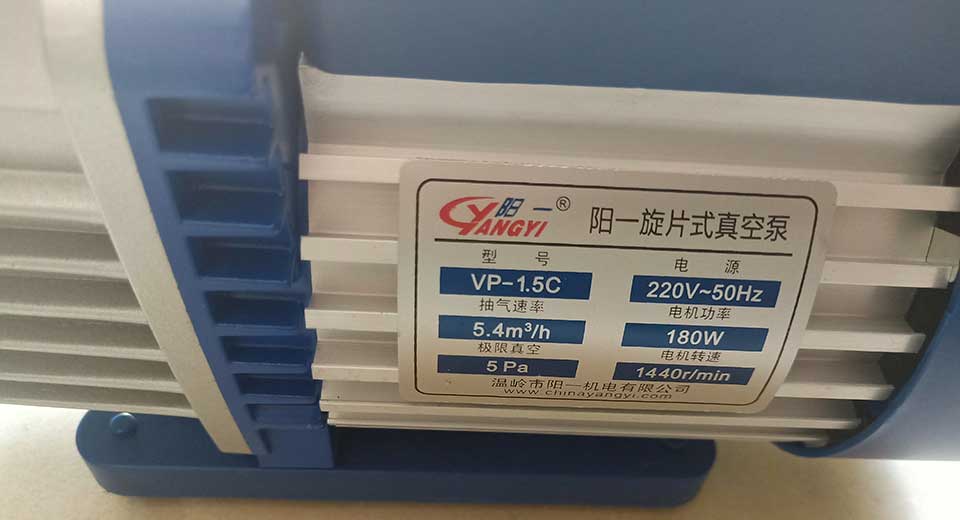 阳一® 阳一旋片式真空泵
YANGYI
型号 电源
VP-1.5C 220V~50Hz
抽气速率 电机功率
5.4m³/h 180W
极限真空 电机转速
5 Pa 1440r/min
温岭市阳一机电有限公司
www.chinayangyi.com